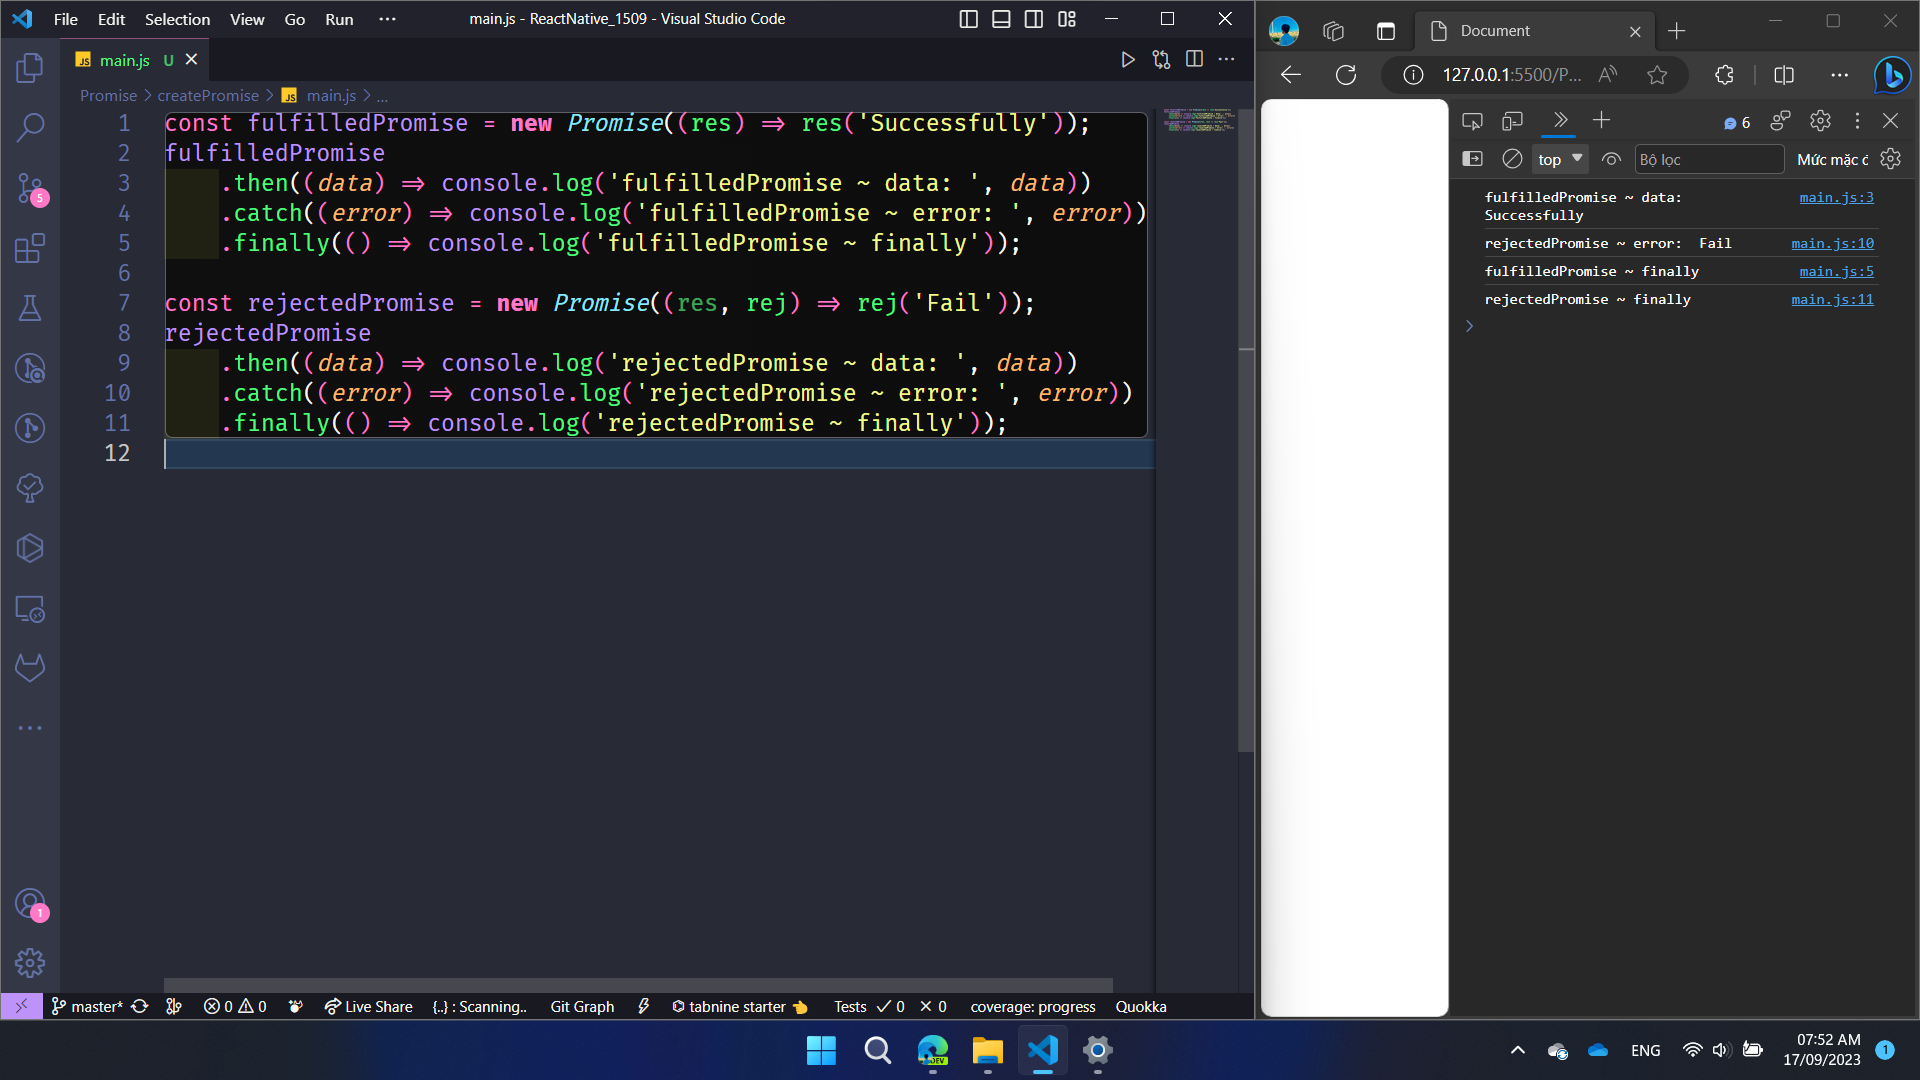 File Edit Selection View Go Run ··· main.js - ReactNative_1509 - Visual Studio Code
JS main.js U
Promise > createPromise > JS main.js > ...
1 const fulfilledPromise = new Promise((res) => res('Successfully'));
2 fulfilledPromise
3 .then((data) => console.log('fulfilledPromise ~ data: ', data))
4 .catch((error) => console.log('fulfilledPromise ~ error: ', error))
5 .finally(() => console.log('fulfilledPromise ~ finally'));
6
7 const rejectedPromise = new Promise((res, rej) => rej('Fail'));
8 rejectedPromise
9 .then((data) => console.log('rejectedPromise ~ data: ', data))
10 .catch((error) => console.log('rejectedPromise ~ error: ', error))
11 .finally(() => console.log('rejectedPromise ~ finally'));
12
5
1
master* 0 0 Live Share {..} : Scanning.. Git Graph tabnine starter Tests 0 0 coverage: progress Quokka
Document
127.0.0.1:5500/P...
6
top Bộ lọc Mức mặc đ
fulfilledPromise ~ data: main.js:3
Successfully
rejectedPromise ~ error: Fail main.js:10
fulfilledPromise ~ finally main.js:5
rejectedPromise ~ finally main.js:11
DEV
ENG
07:52 AM
17/09/2023
1